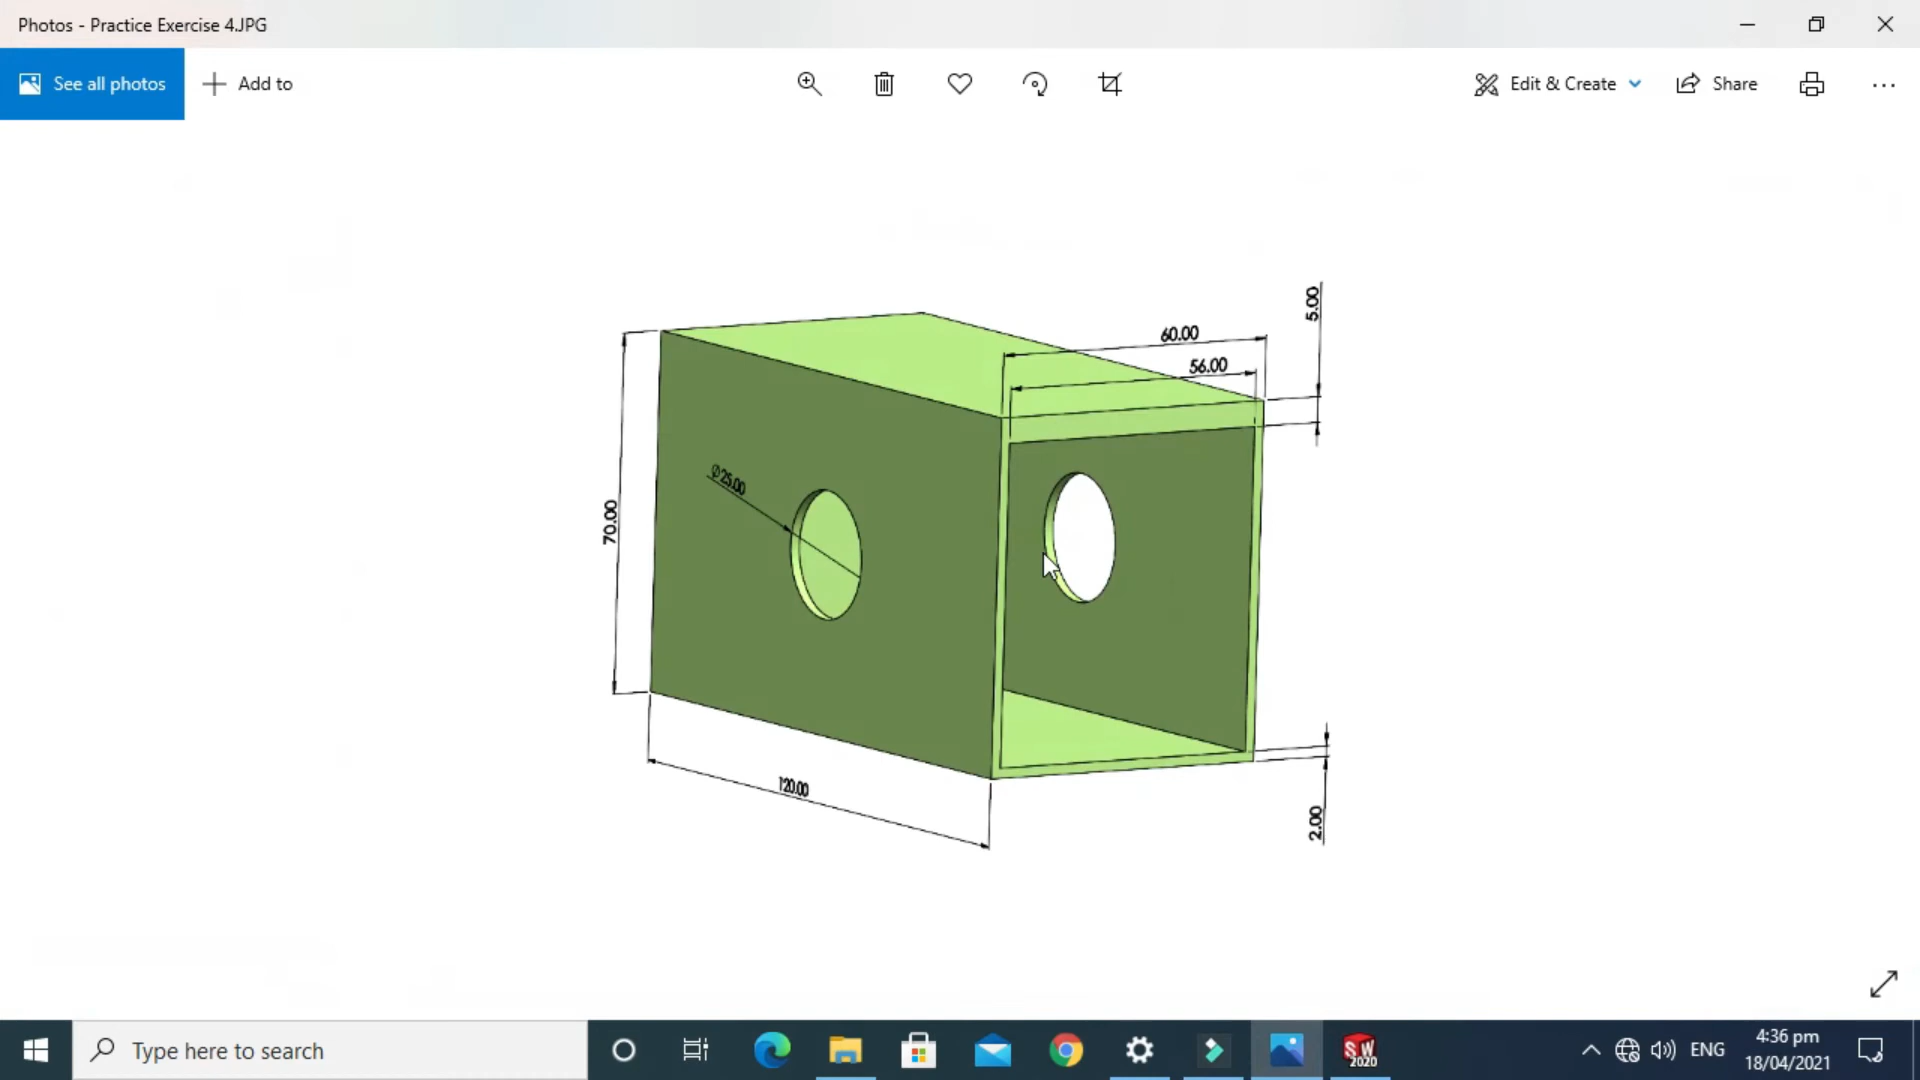 Photos - Practice Exercise 4.JPG
See all photos
Add to
Edit & Create
Share
5.00
60.00
56.00
Ø25.00
70.00
120.00
2.00
Type here to search
SW
2020
ENG
4:36 pm
18/04/2021